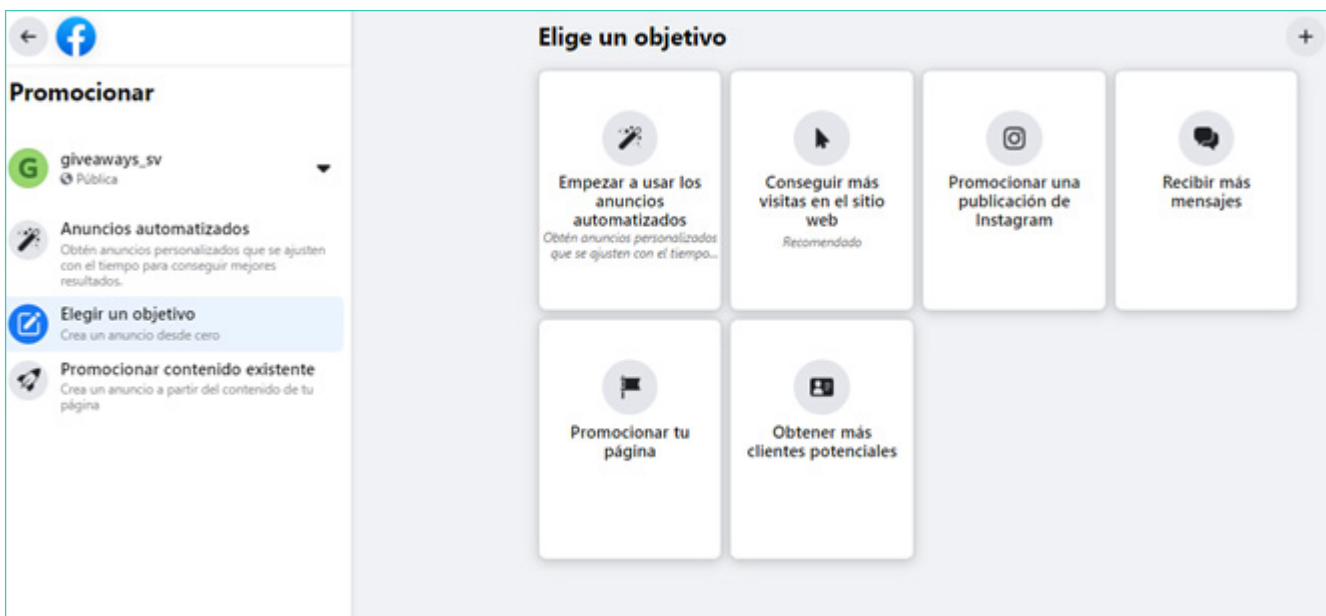 Promocionar
G
giveaways_sv
Pública
Anuncios automatizados
Obtén anuncios personalizados que se ajusten
con el tiempo para conseguir mejores
resultados.
Elegir un objetivo
Crea un anuncio desde cero
Promocionar contenido existente
Crea un anuncio a partir del contenido de tu
página
Elige un objetivo
Empezar a usar los
anuncios
automatizados
Obtén anuncios personalizados
que se ajusten con el tiempo...
Conseguir más
visitas en el sitio
web
Recomendado
Promocionar una
publicación de
Instagram
Recibir más
mensajes
Promocionar tu
página
Obtener más
clientes potenciales